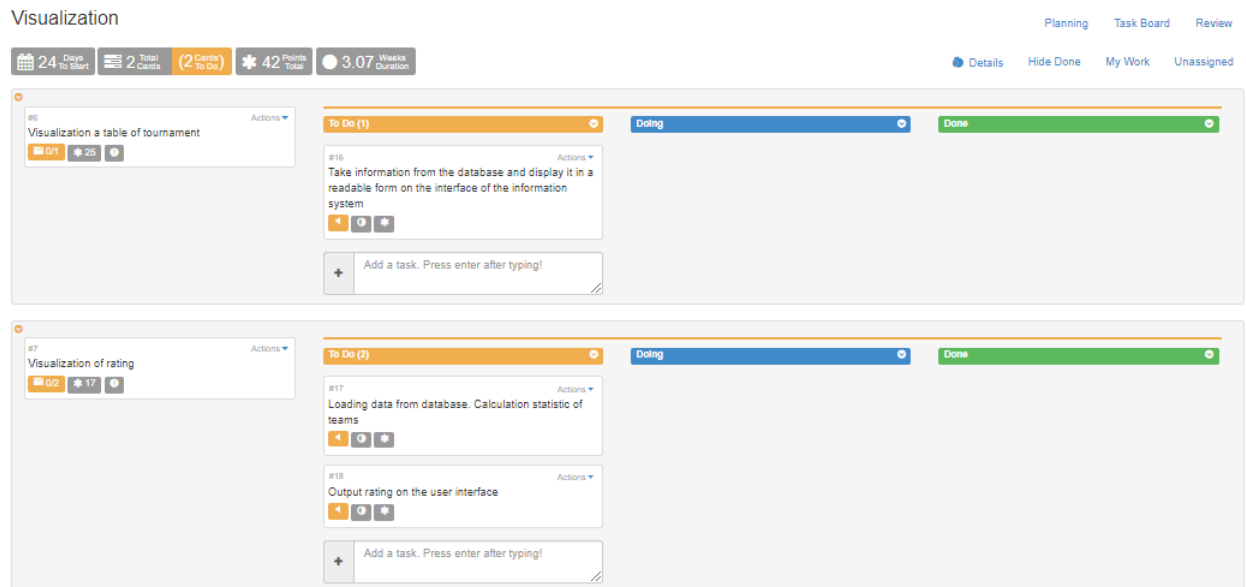 Visualization
Planning Task Board Review
24 Days To Start 2 Total Cards (2 Cards To Do) 42 Points Total 3.07 Weeks Duration
Details Hide Done My Work Unassigned
#6 Actions
Visualization a table of tournament
0/1 25
To Do (1) Doing Done
#16 Actions
Take information from the database and display it in a
readable form on the interface of the information
system
Add a task. Press enter after typing!
#7 Actions
Visualization of rating
0/2 17
To Do (2) Doing Done
#17 Actions
Loading data from database. Calculation statistic of
teams
#18 Actions
Output rating on the user interface
Add a task. Press enter after typing!